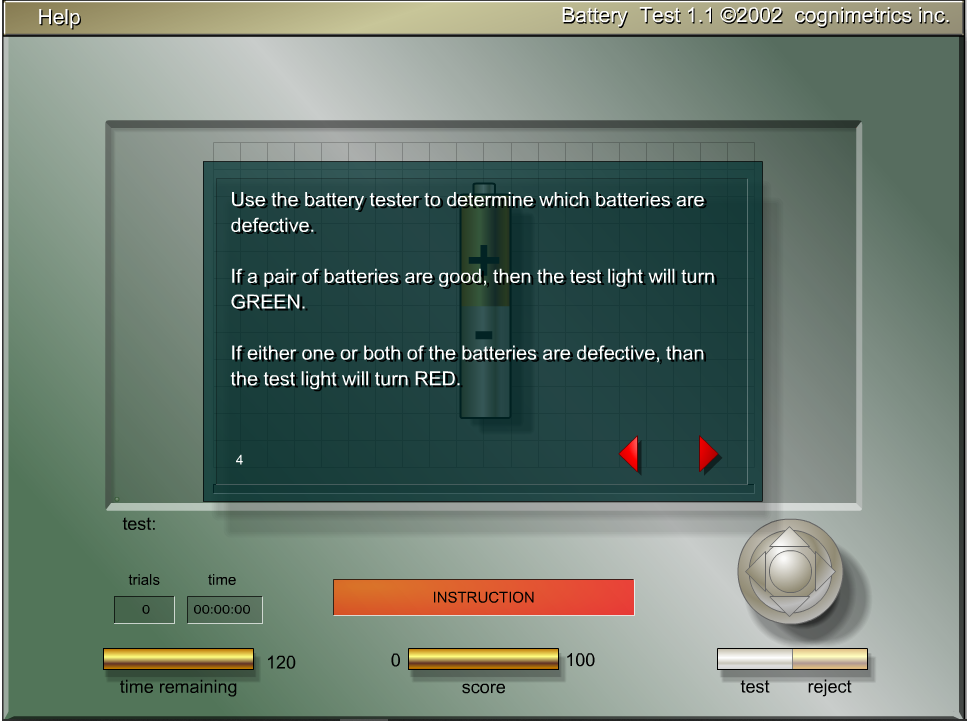 Help
Battery Test 1.1 ©2002 cognimetrics inc.
Use the battery tester to determine which batteries are
defective.
If a pair of batteries are good, then the test light will turn
GREEN.
If either one or both of the batteries are defective, than
the test light will turn RED.
4
+
-
test:
trials
time
0
00:00:00
INSTRUCTION
120
0
100
time remaining
score
test
reject